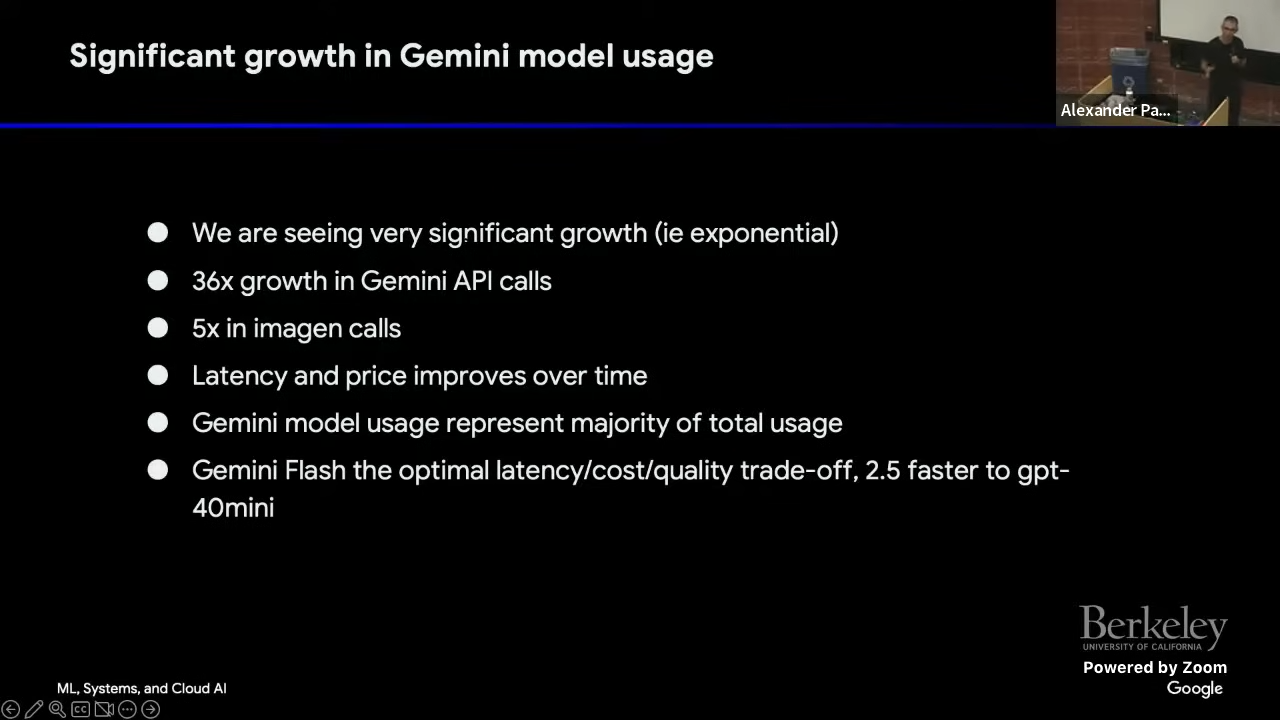 Significant growth in Gemini model usage
Alexander Pa...
We are seeing very significant growth (ie exponential)
36x growth in Gemini API calls
5x in imagen calls
Latency and price improves over time
Gemini model usage represent majority of total usage
Gemini Flash the optimal latency/cost/quality trade-off, 2.5 faster to gpt-
40mini
Berkeley
UNIVERSITY OF CALIFORNIA
Powered by Zoom
ML, Systems, and Cloud AI
Google
CC